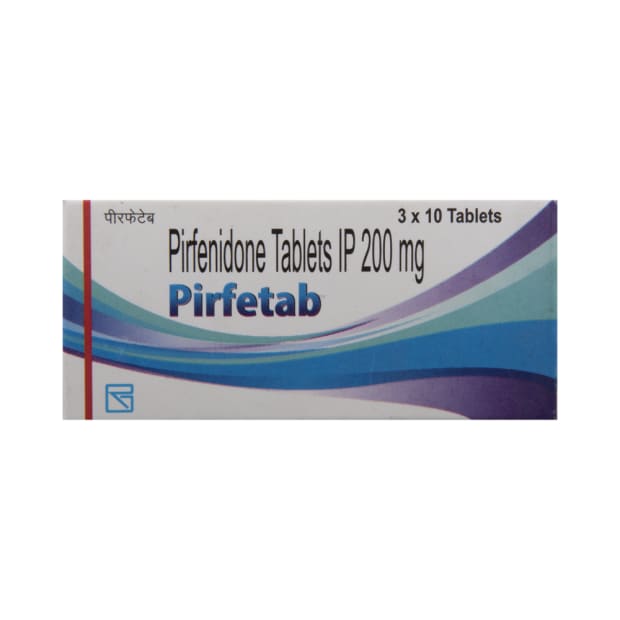 पीरफेटेब
3 x 10 Tablets
Pirfenidone Tablets IP 200 mg
Pirfetab